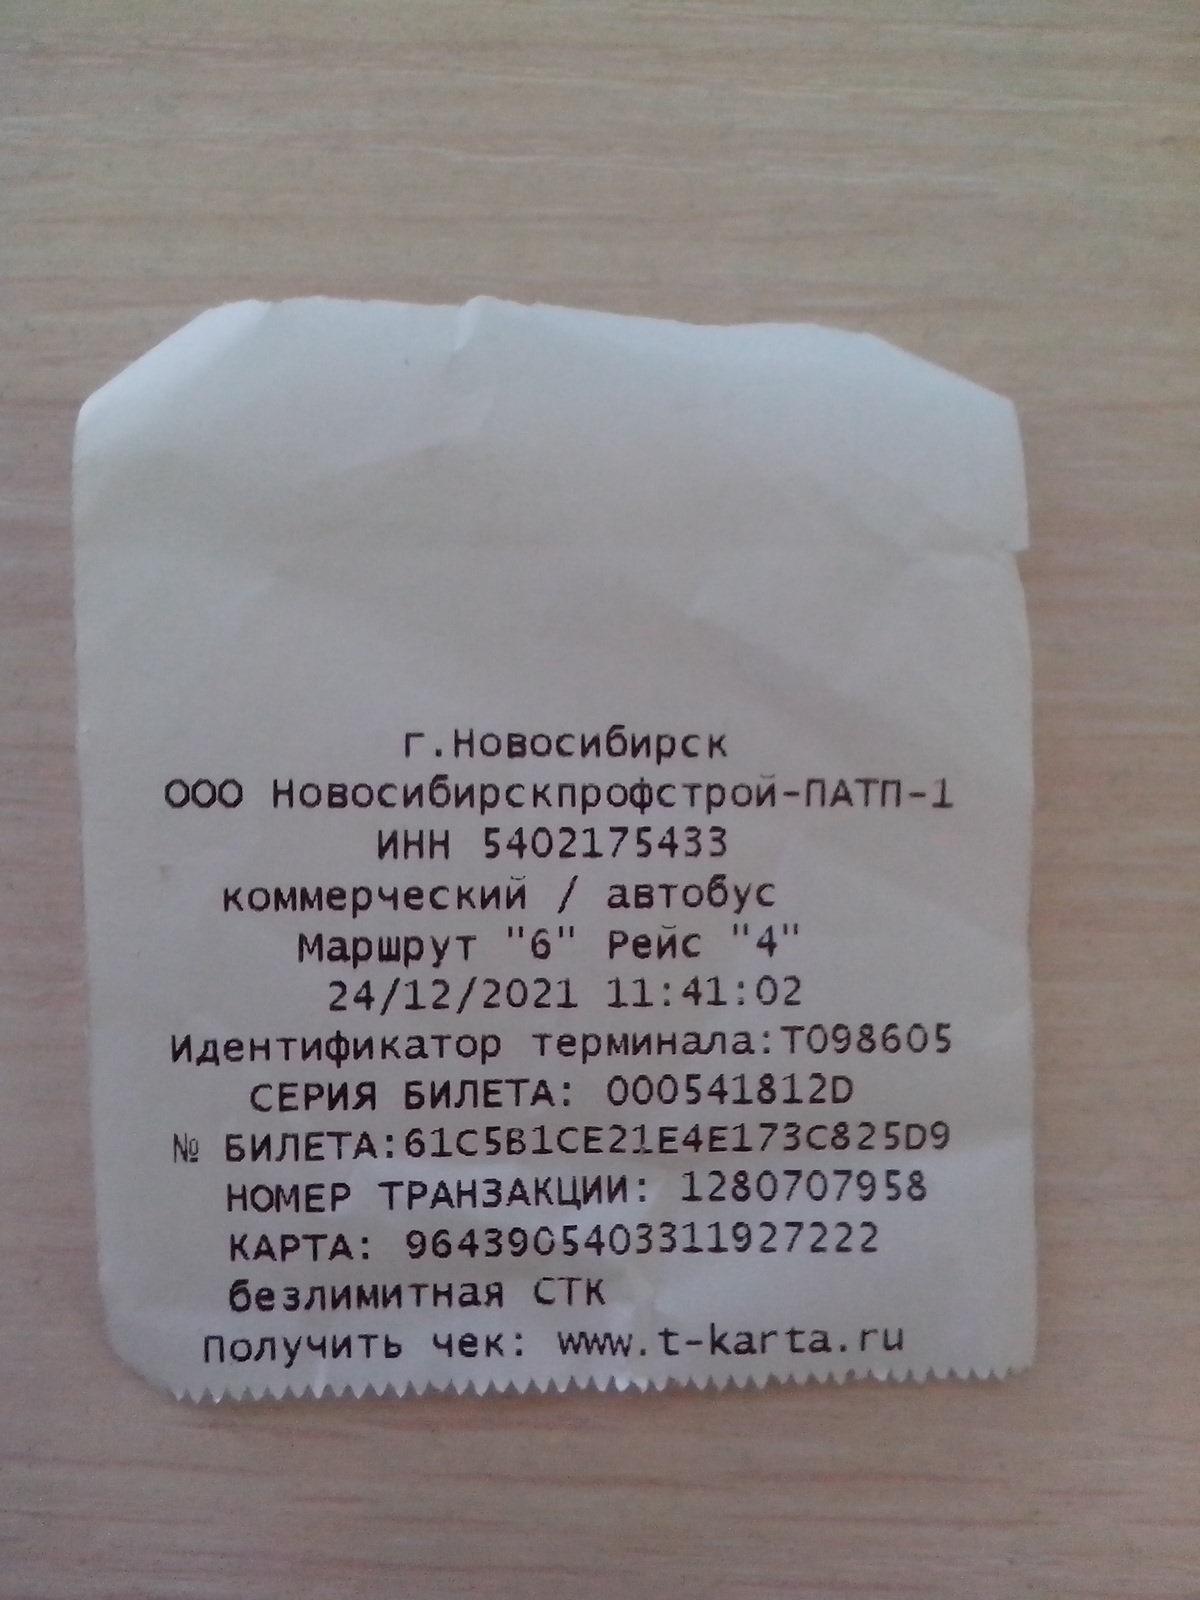 г.Новосибирск
ООО Новосибирскпрофстрой-ПАТП-1
ИНН 5402175433
коммерческий / автобус
Маршрут "6" Рейс "4"
24/12/2021 11:41:02
Идентификатор терминала:T098605
СЕРИЯ БИЛЕТА: 000541812D
№ БИЛЕТА:61C5B1CE21E4E173C825D9
НОМЕР ТРАНЗАКЦИИ: 1280707958
КАРТА: 9643905403311927222
безлимитная СТК
Получить чек: www.t-karta.ru